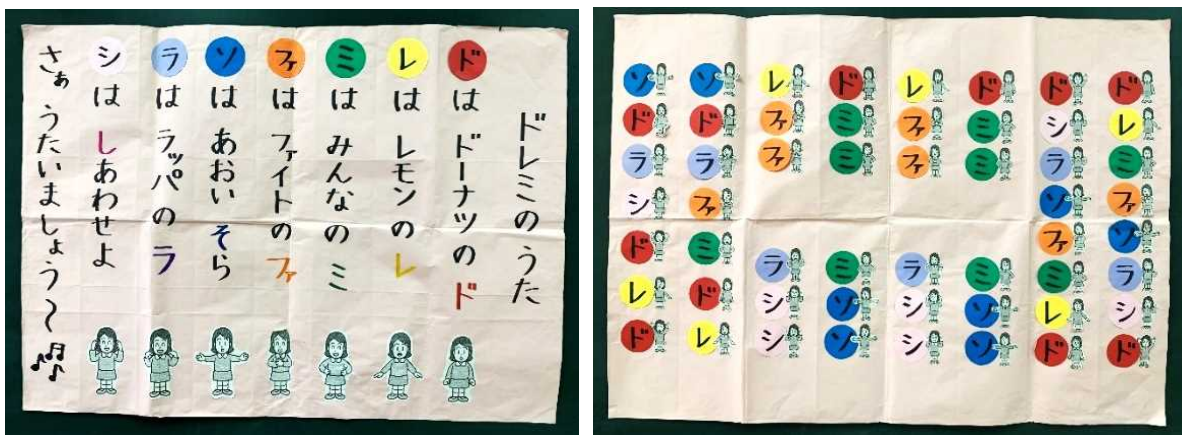 ドレミのうた
ドは ドーナツの ド
レは レモンの レ
ミは みんなの ミ
ファは ファイトの ファ
ソは あおい そら
ラは ラッパの ラ
シは しあわせよ
さぁ うたいましょう〜
ドレミファソラシド
ドシラソファミレド
ドミミ ミソソ
レファファ ラシシ
ドミミ ミソソ
レファファ ラシシ
ソドラファミドレ
ソドラシドレド